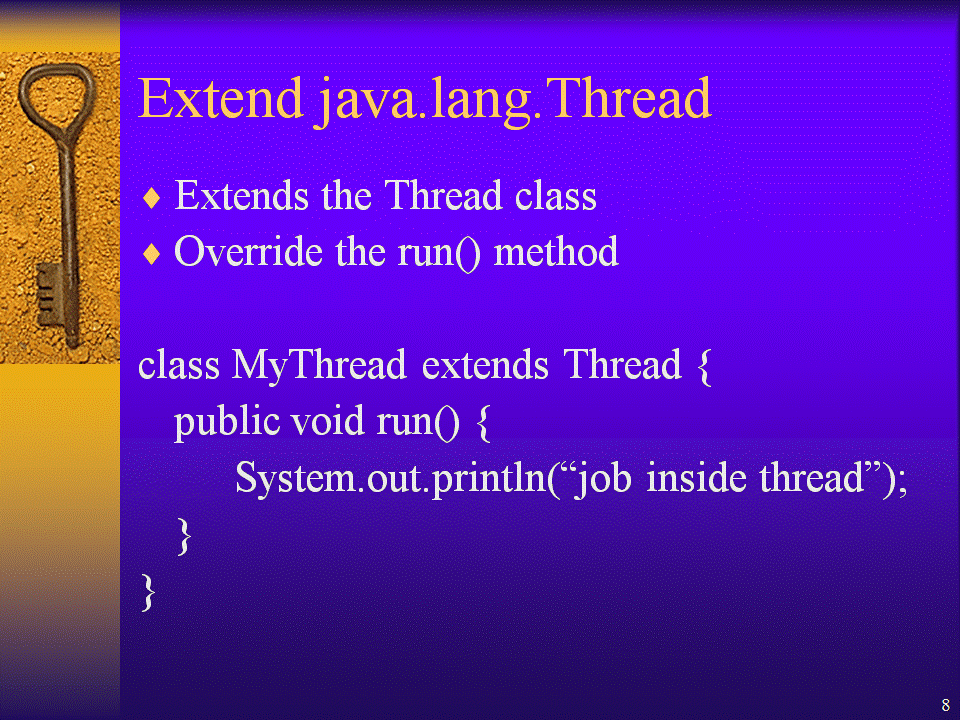 Extend java.lang.Thread
♦ Extends the Thread class
♦ Override the run() method
class MyThread extends Thread {
public void run() {
System.out.println(“job inside thread”);
}
}
8